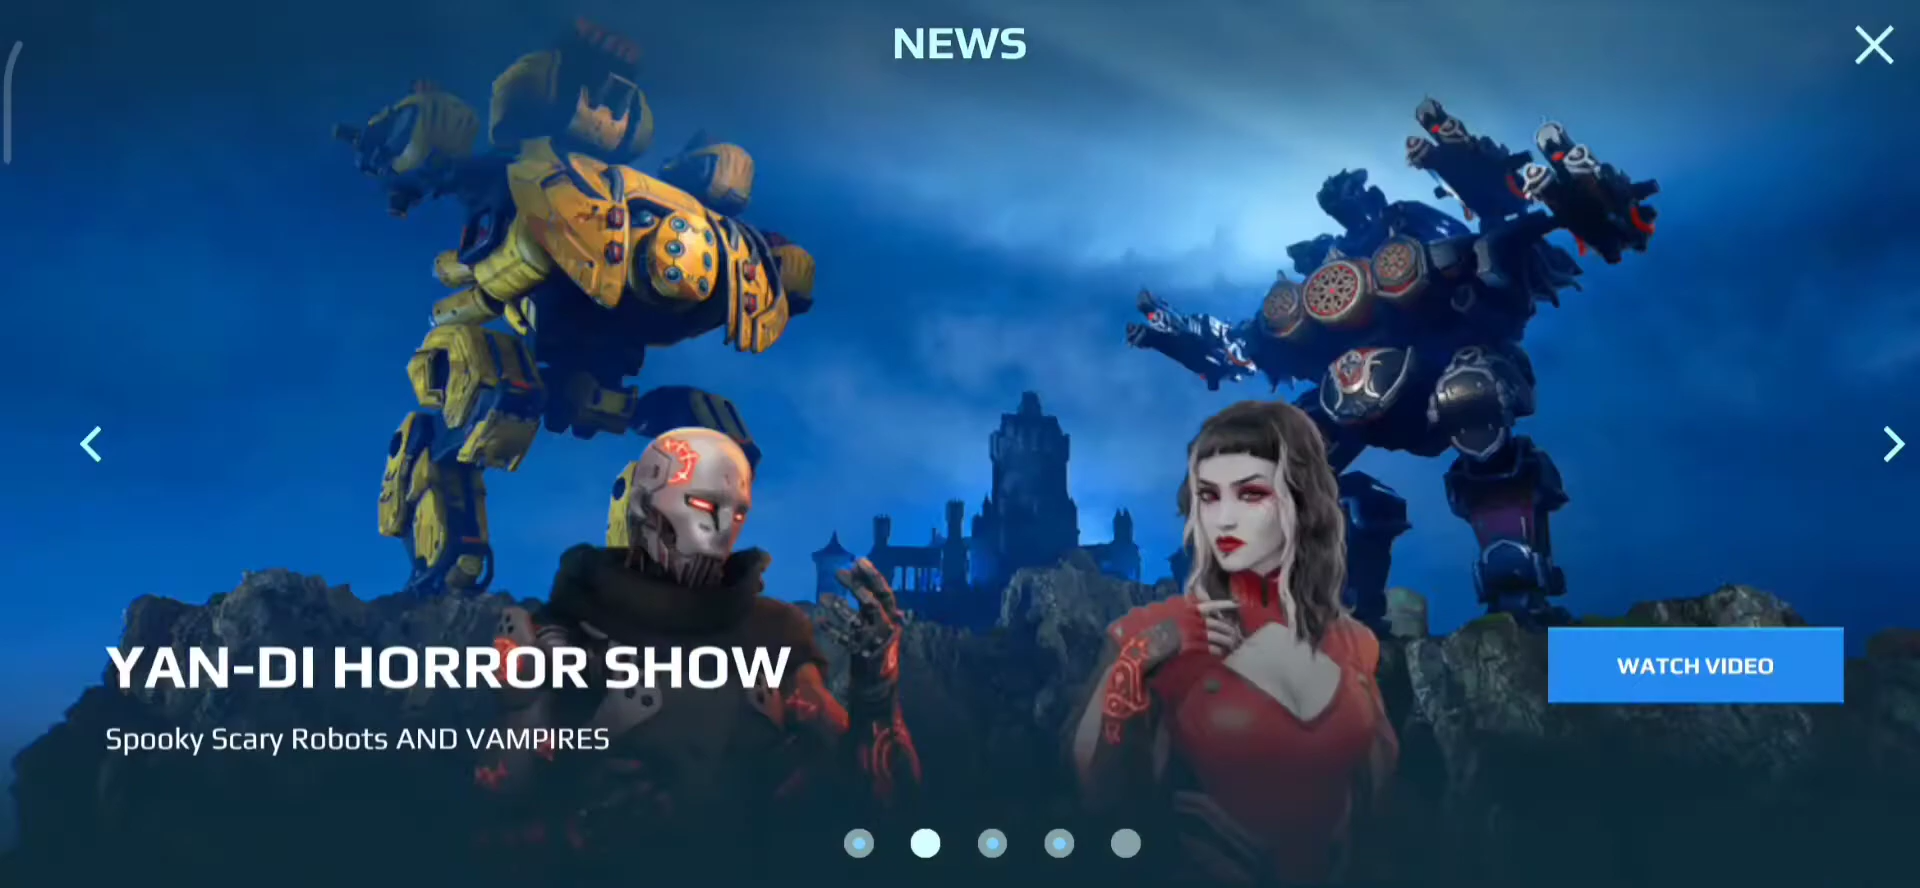 NEWS
YAN-DI HORROR SHOW
Spooky Scary Robots AND VAMPIRES
WATCH VIDEO